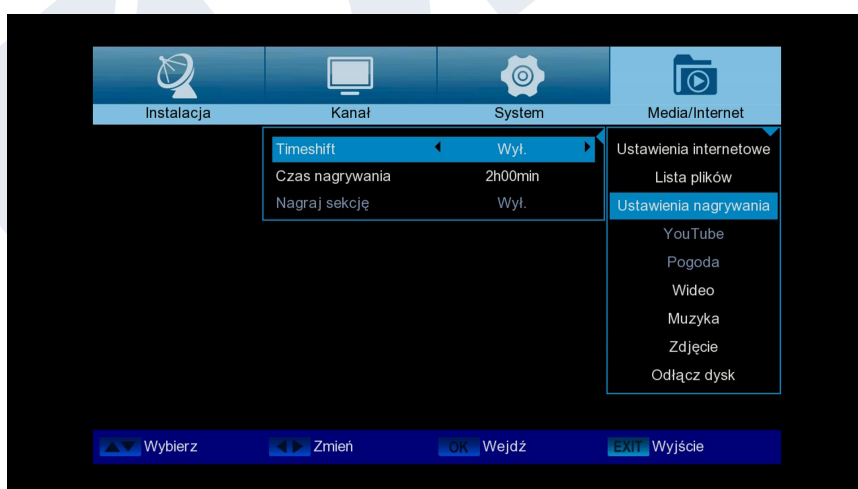 Instalacja Kanał System Media/Internet
Timeshift Wył.
Czas nagrywania 2h00min
Nagraj sekcję Wył.
Ustawienia internetowe
Lista plików
Ustawienia nagrywania
YouTube
Pogoda
Wideo
Muzyka
Zdjęcie
Odłącz dysk
Wybierz Zmień OK Wejdź EXIT Wyjście